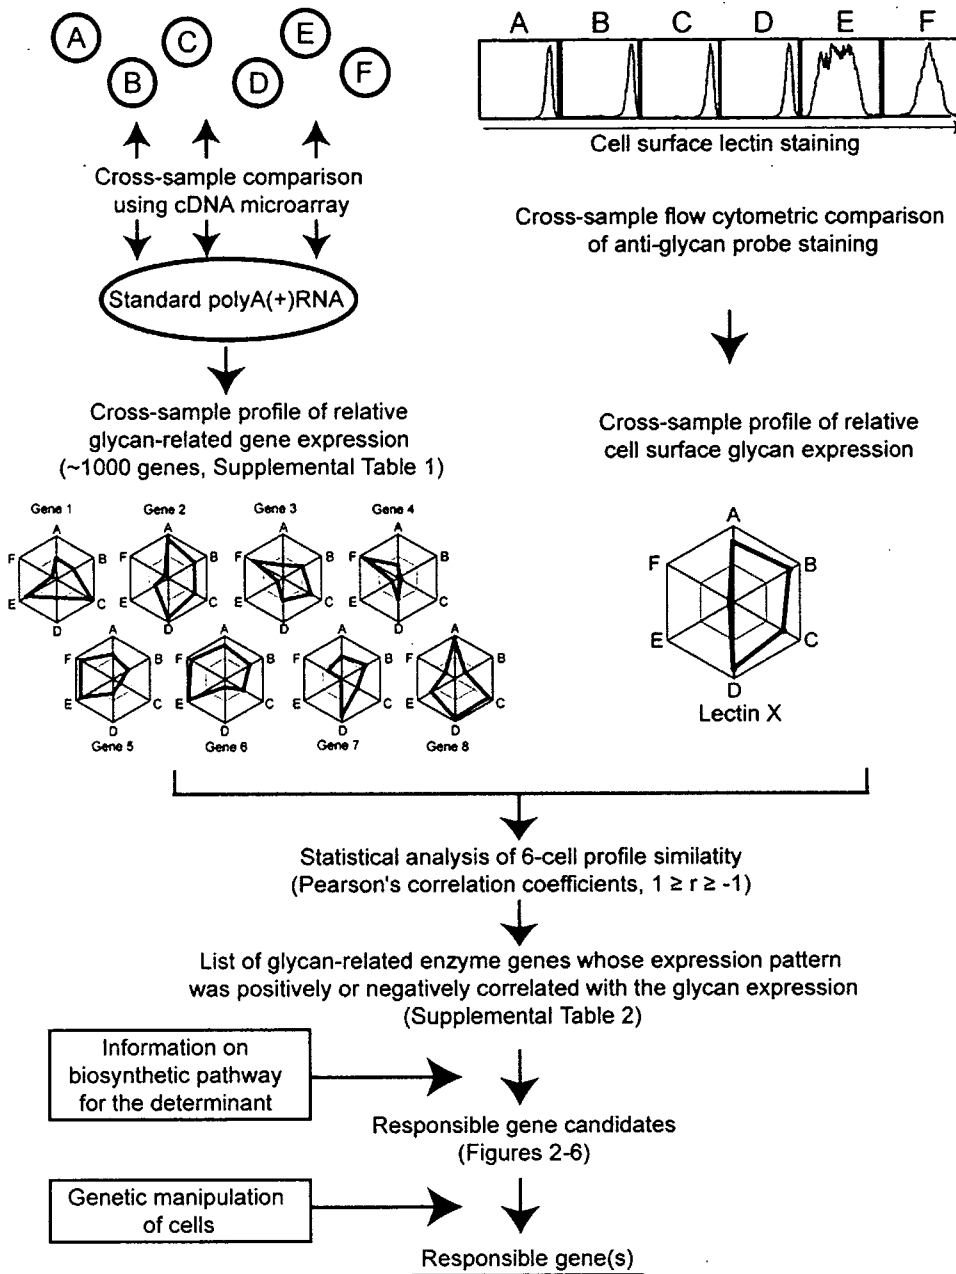 A
B
C
D
E
F
Cross-sample comparison
using cDNA microarray
Standard polyA(+)RNA
Cross-sample profile of relative
glycan-related gene expression
(~1000 genes, Supplemental Table 1)
Gene 1
A
B
C
D
E
F
Gene 2
A
B
C
D
E
F
Gene 3
A
B
C
D
E
F
Gene 4
A
B
C
D
E
F
A
B
C
D
E
F
Gene 5
A
B
C
D
E
F
Gene 6
A
B
C
D
E
F
Gene 7
A
B
C
D
E
F
Gene 8
A B C D E F
Cell surface lectin staining
Cross-sample flow cytometric comparison
of anti-glycan probe staining
Cross-sample profile of relative
cell surface glycan expression
A
B
C
D
E
F
Lectin X
Statistical analysis of 6-cell profile similatity
(Pearson's correlation coefficients, 1 ≥ r ≥ -1)
List of glycan-related enzyme genes whose expression pattern
was positively or negatively correlated with the glycan expression
(Supplemental Table 2)
Information on
biosynthetic pathway
for the determinant
Responsible gene candidates
(Figures 2-6)
Genetic manipulation
of cells
Responsible gene(s)